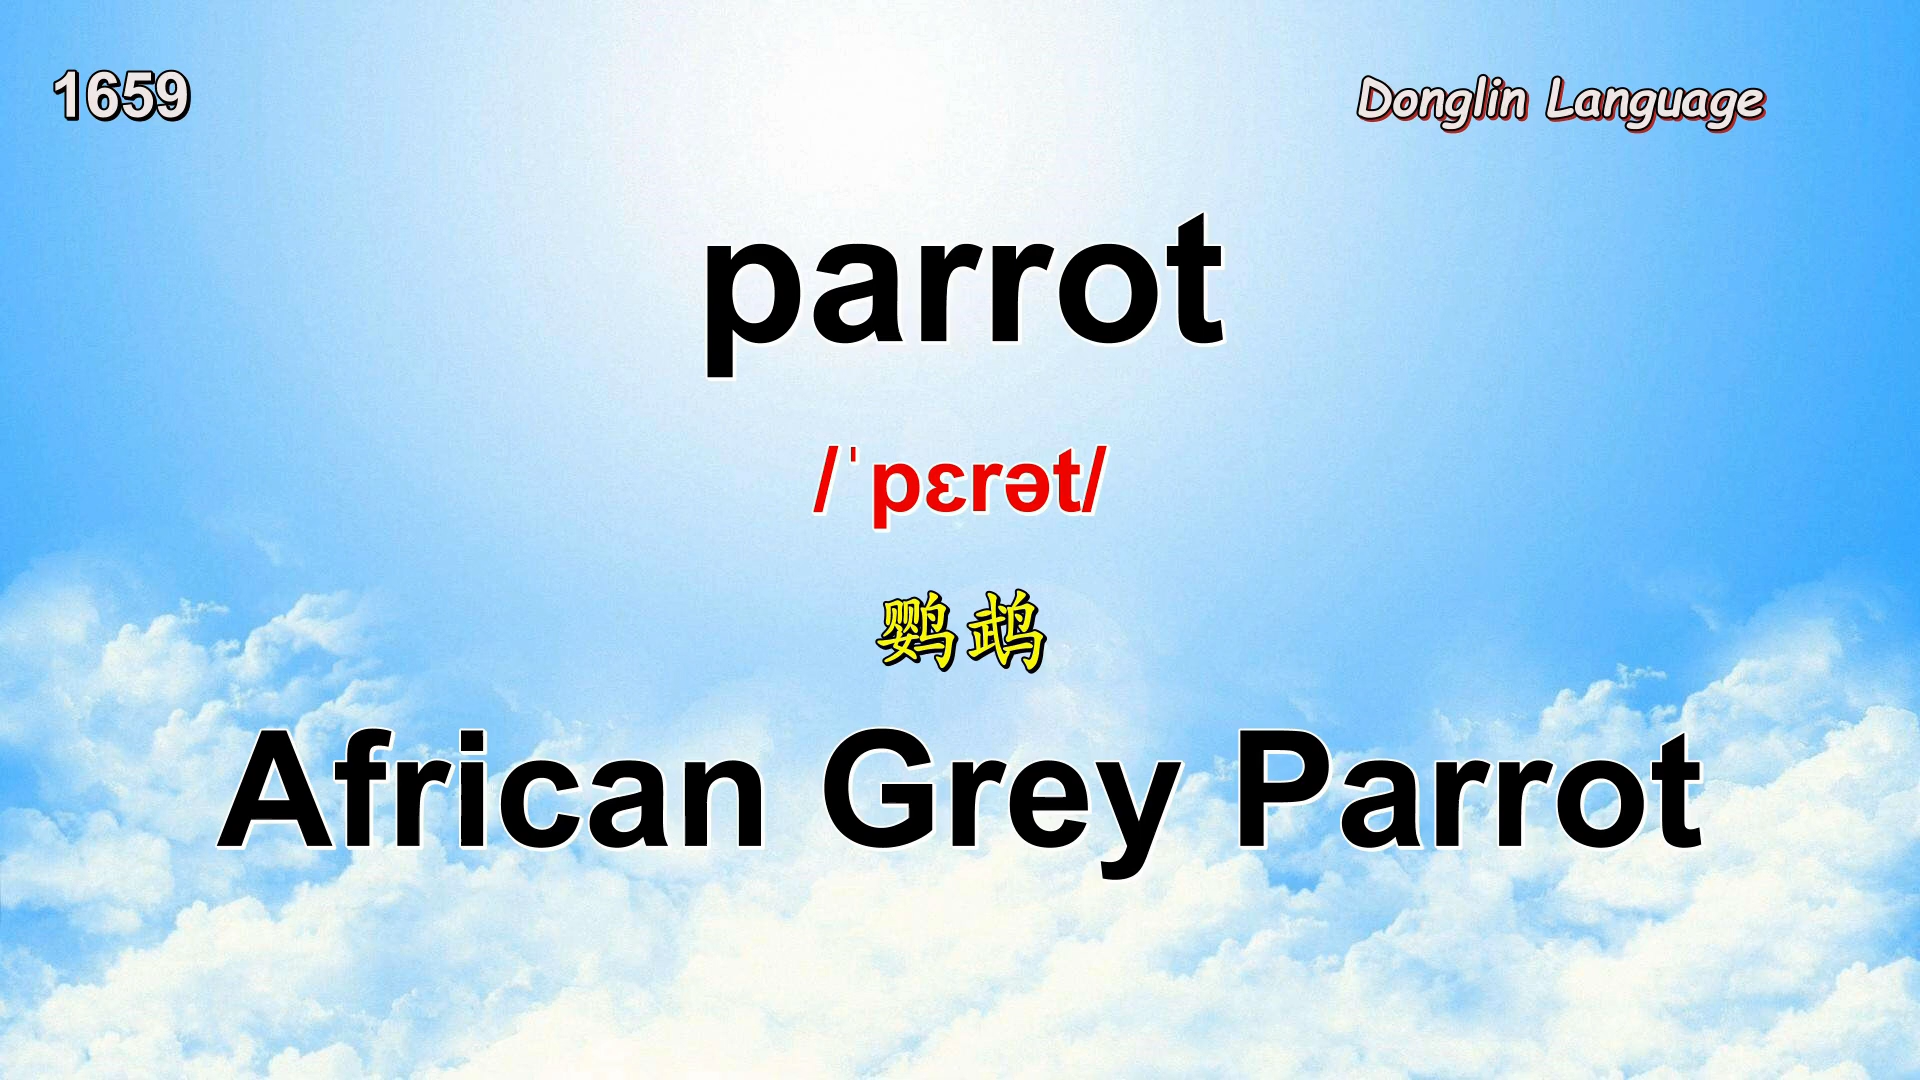 1659
Donglin Language
parrot
/ˈpɛrət/
鹦鹉
African Grey Parrot